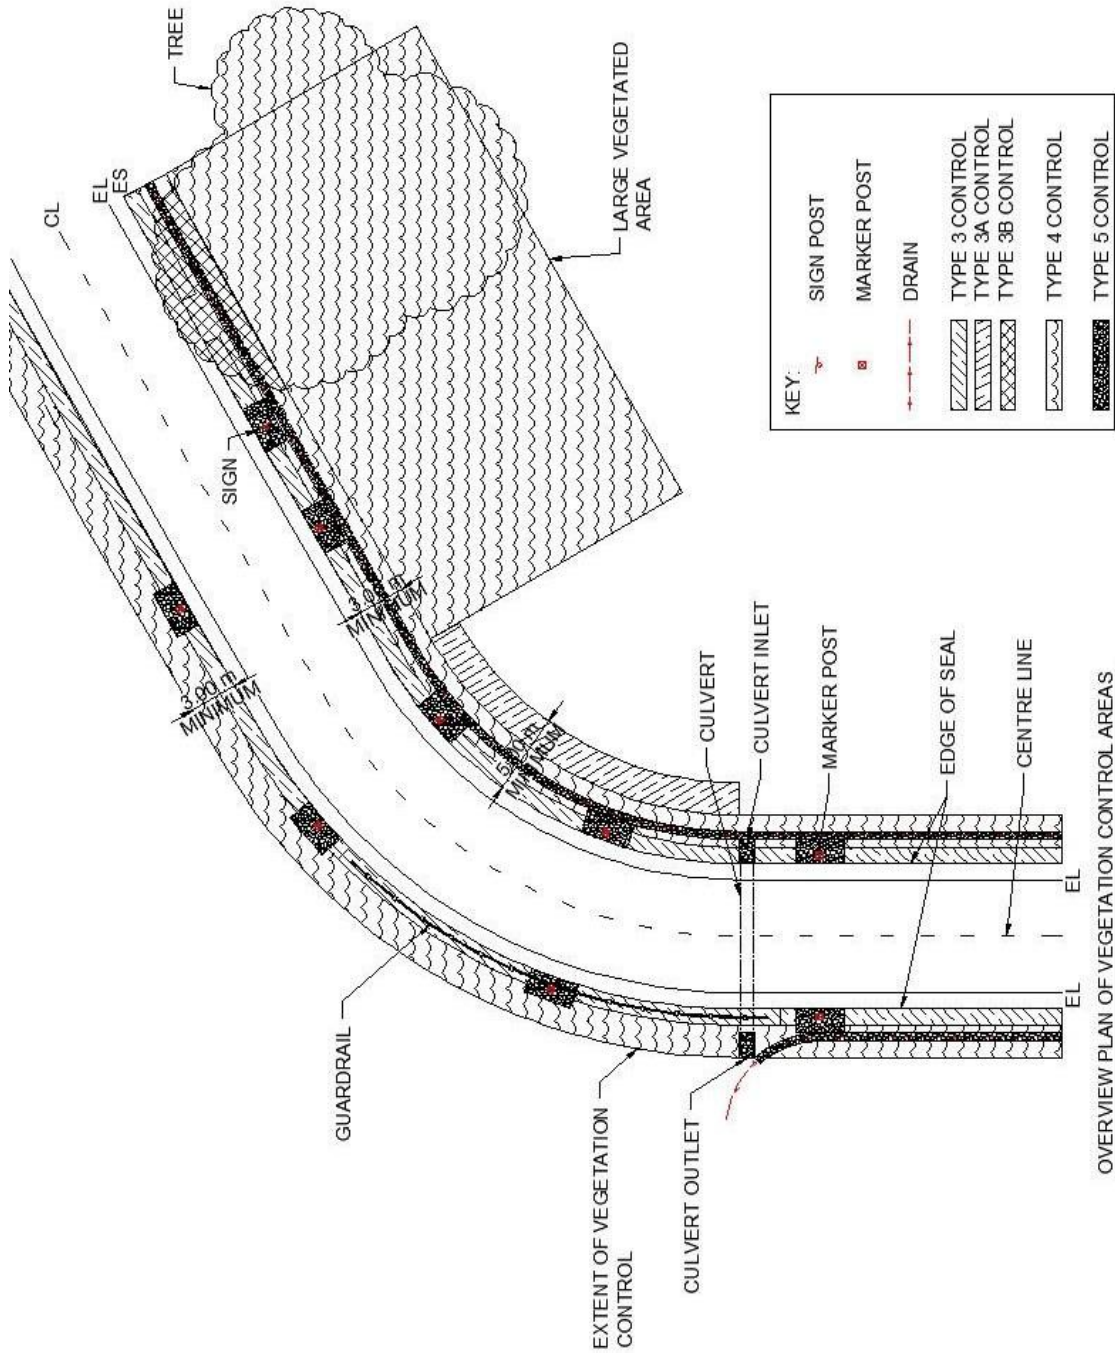 TREE
CL
EL
ES
LARGE VEGETATED
AREA
SIGN
3.00 m
MINIMUM
3.00 m
MINIMUM
5.00 m
MINIMUM
GUARDRAIL
CULVERT
CULVERT INLET
MARKER POST
EDGE OF SEAL
CENTRE LINE
EL
EL
EXTENT OF VEGETATION
CONTROL
CULVERT OUTLET
KEY:
SIGN POST
MARKER POST
DRAIN
TYPE 3 CONTROL
TYPE 3A CONTROL
TYPE 3B CONTROL
TYPE 4 CONTROL
TYPE 5 CONTROL
OVERVIEW PLAN OF VEGETATION CONTROL AREAS